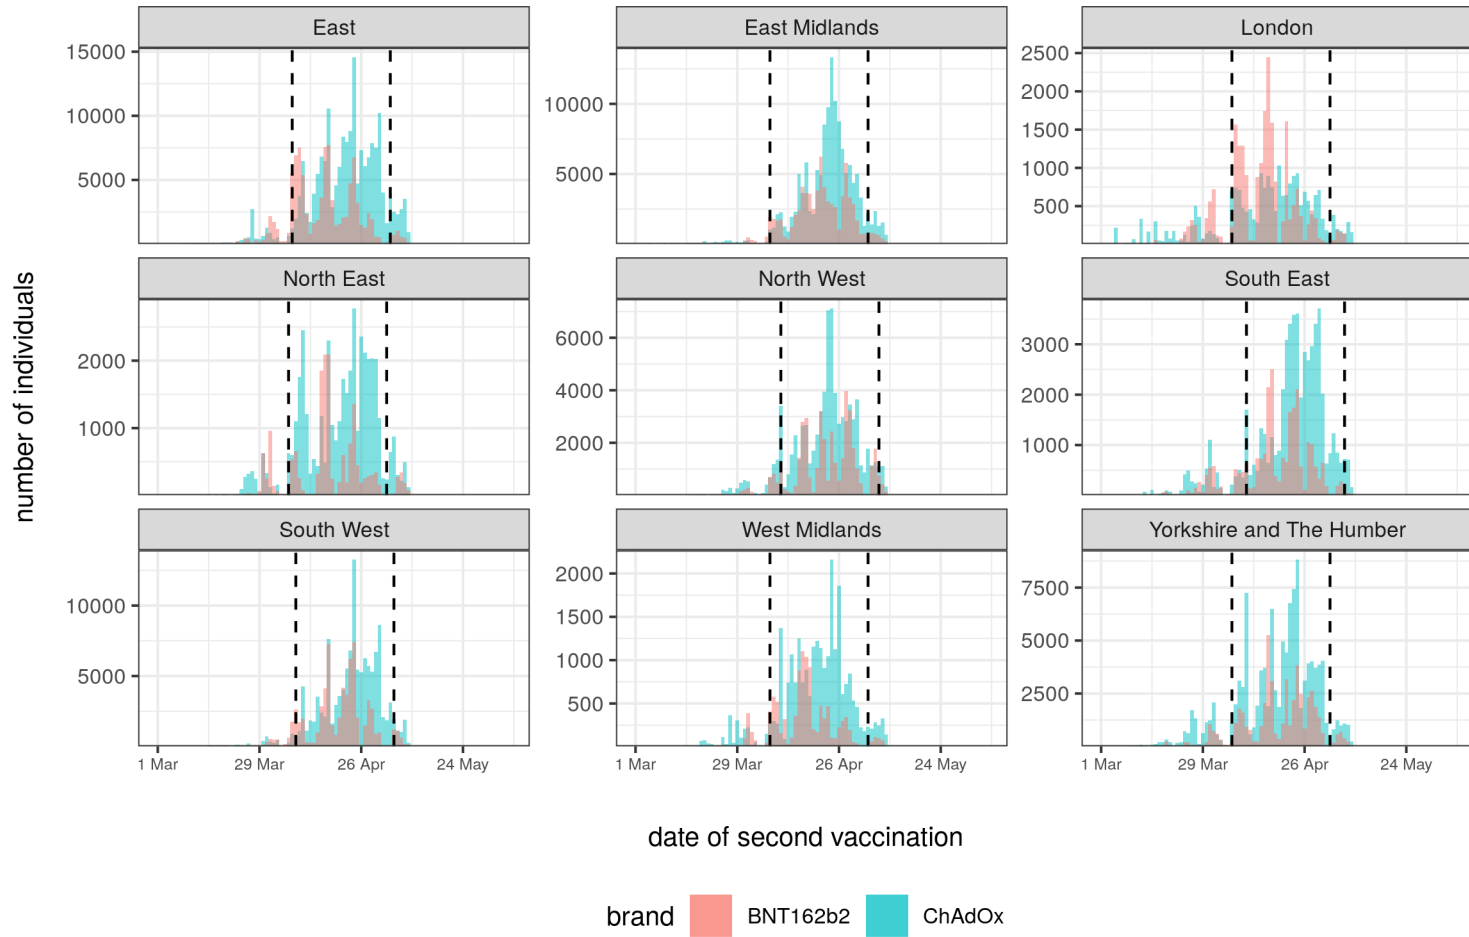 East
East Midlands
London
15000
10000
5000
10000
5000
2500
2000
1500
1000
500
number of individuals
North East
North West
South East
2000
1000
6000
4000
2000
3000
2000
1000
South West
West Midlands
Yorkshire and The Humber
10000
5000
2000
1500
1000
500
7500
5000
2500
1 Mar 29 Mar 26 Apr 24 May
1 Mar 29 Mar 26 Apr 24 May
1 Mar 29 Mar 26 Apr 24 May
date of second vaccination
brand BNT162b2 ChAdOx